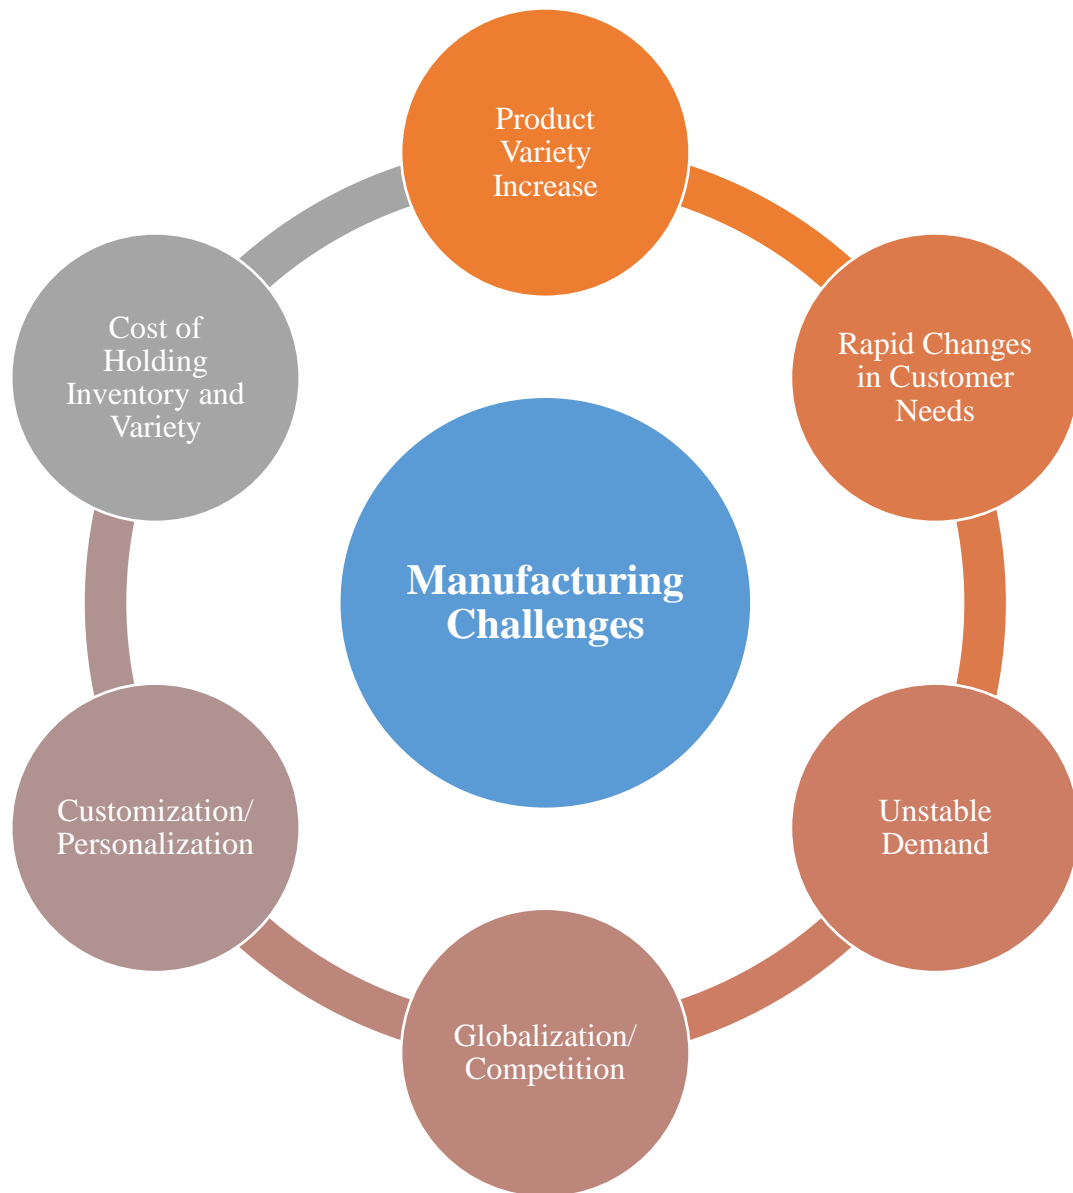 Product
Variety
Increase
Rapid Changes
in Customer
Needs
Unstable
Demand
Globalization/
Competition
Customization/
Personalization
Cost of
Holding
Inventory and
Variety
Manufacturing
Challenges